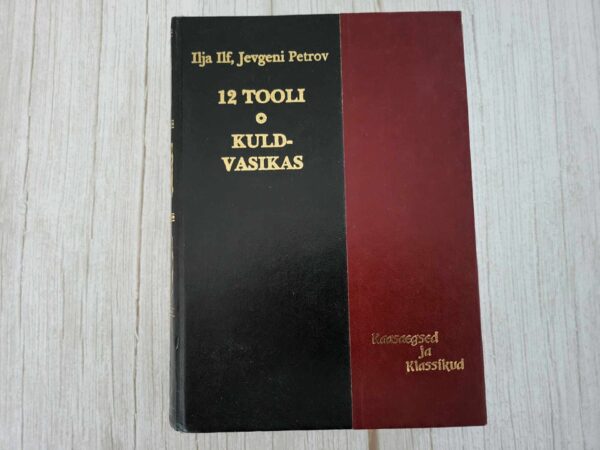 Ilja Ilf, Jevgeni Petrov
12 TOOLI
KULD-
VASIKAS
Kaasaegsed
ja
Klassikud